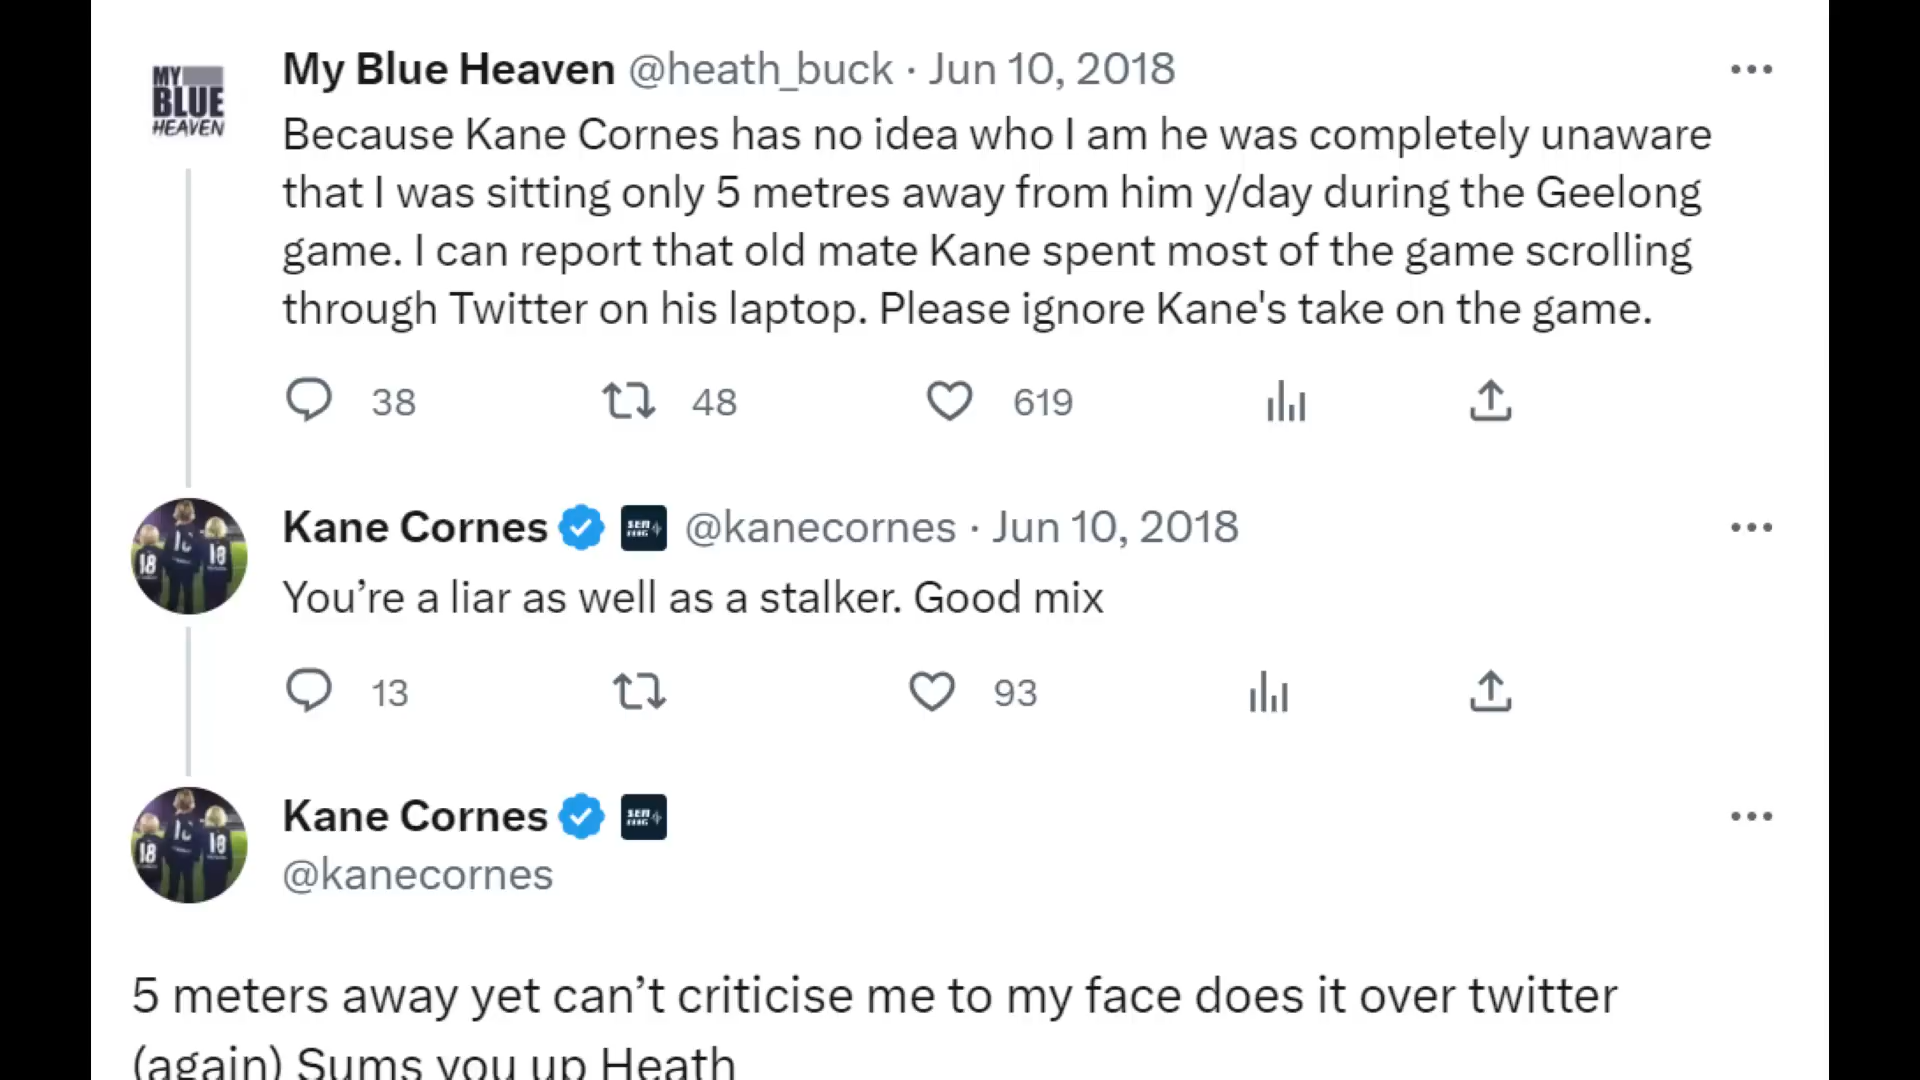 MY
BLUE
HEAVEN
My Blue Heaven @heath_buck · Jun 10, 2018
Because Kane Cornes has no idea who I am he was completely unaware
that I was sitting only 5 metres away from him y/day during the Geelong
game. I can report that old mate Kane spent most of the game scrolling
through Twitter on his laptop. Please ignore Kane's take on the game.
38 48 619
Kane Cornes @kanecornes · Jun 10, 2018
18 18
You’re a liar as well as a stalker. Good mix
13 93
Kane Cornes
@kanecornes
18 18
5 meters away yet can’t criticise me to my face does it over twitter
(again) Sums you up Heath